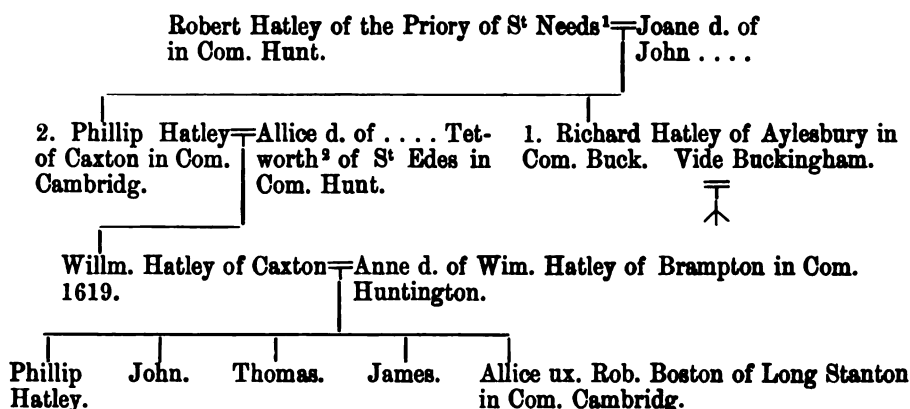 Robert Hatley of the Priory of Sᵗ Needs¹ Joane d. of
in Com. Hunt. John . . . .
2. Phillip Hatley Allice d. of . . . . Tet-
of Caxton in Com. worth² of Sᵗ Edes in
Cambridg. Com. Hunt.
1. Richard Hatley of Aylesbury in
Com. Buck. Vide Buckingham.
Willm. Hatley of Caxton Anne d. of Wim. Hatley of Brampton in Com.
1619. Huntington.
Phillip
Hatley.
John.
Thomas.
James.
Alice ux. Rob. Boston of Long Stanton
in Com. Cambridg.